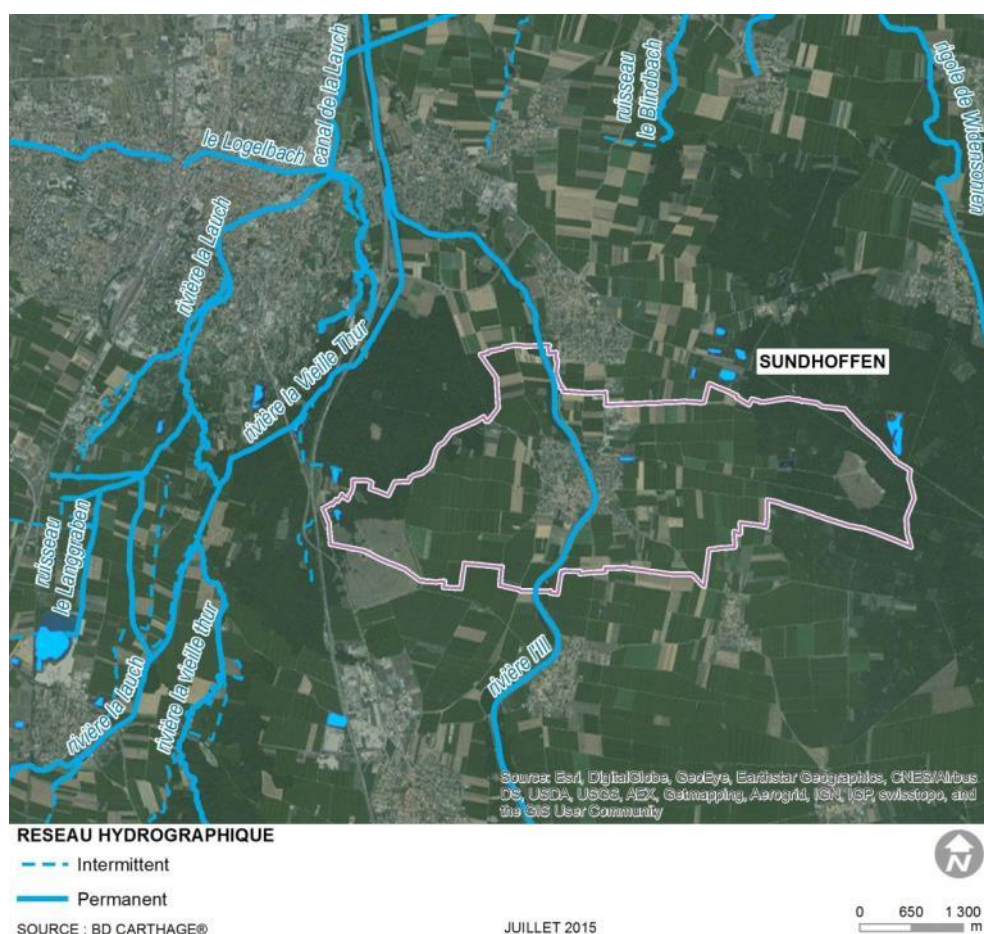 le Logelbach
canal de la Lauch
ruisseau
le Blindbach
rigole de Widensohlen
rivière la Lauch
rivière la Vieille Thur
SUNDHOFFEN
ruisseau
le Langgraben
rivière la lauch
rivière la vieille thur
rivière l'Ill
Source: Esri, DigitalGlobe, GeoEye, Earthstar Geographics, CNES/Airbus
DS, USDA, USGS, AEX, Getmapping, Aerogrid, IGN, IGP, swisstopo, and
the GIS User Community
RESEAU HYDROGRAPHIQUE
Intermittent
Permanent
SOURCE : BD CARTHAGE®
JUILLET 2015
N
0 650 1 300
m